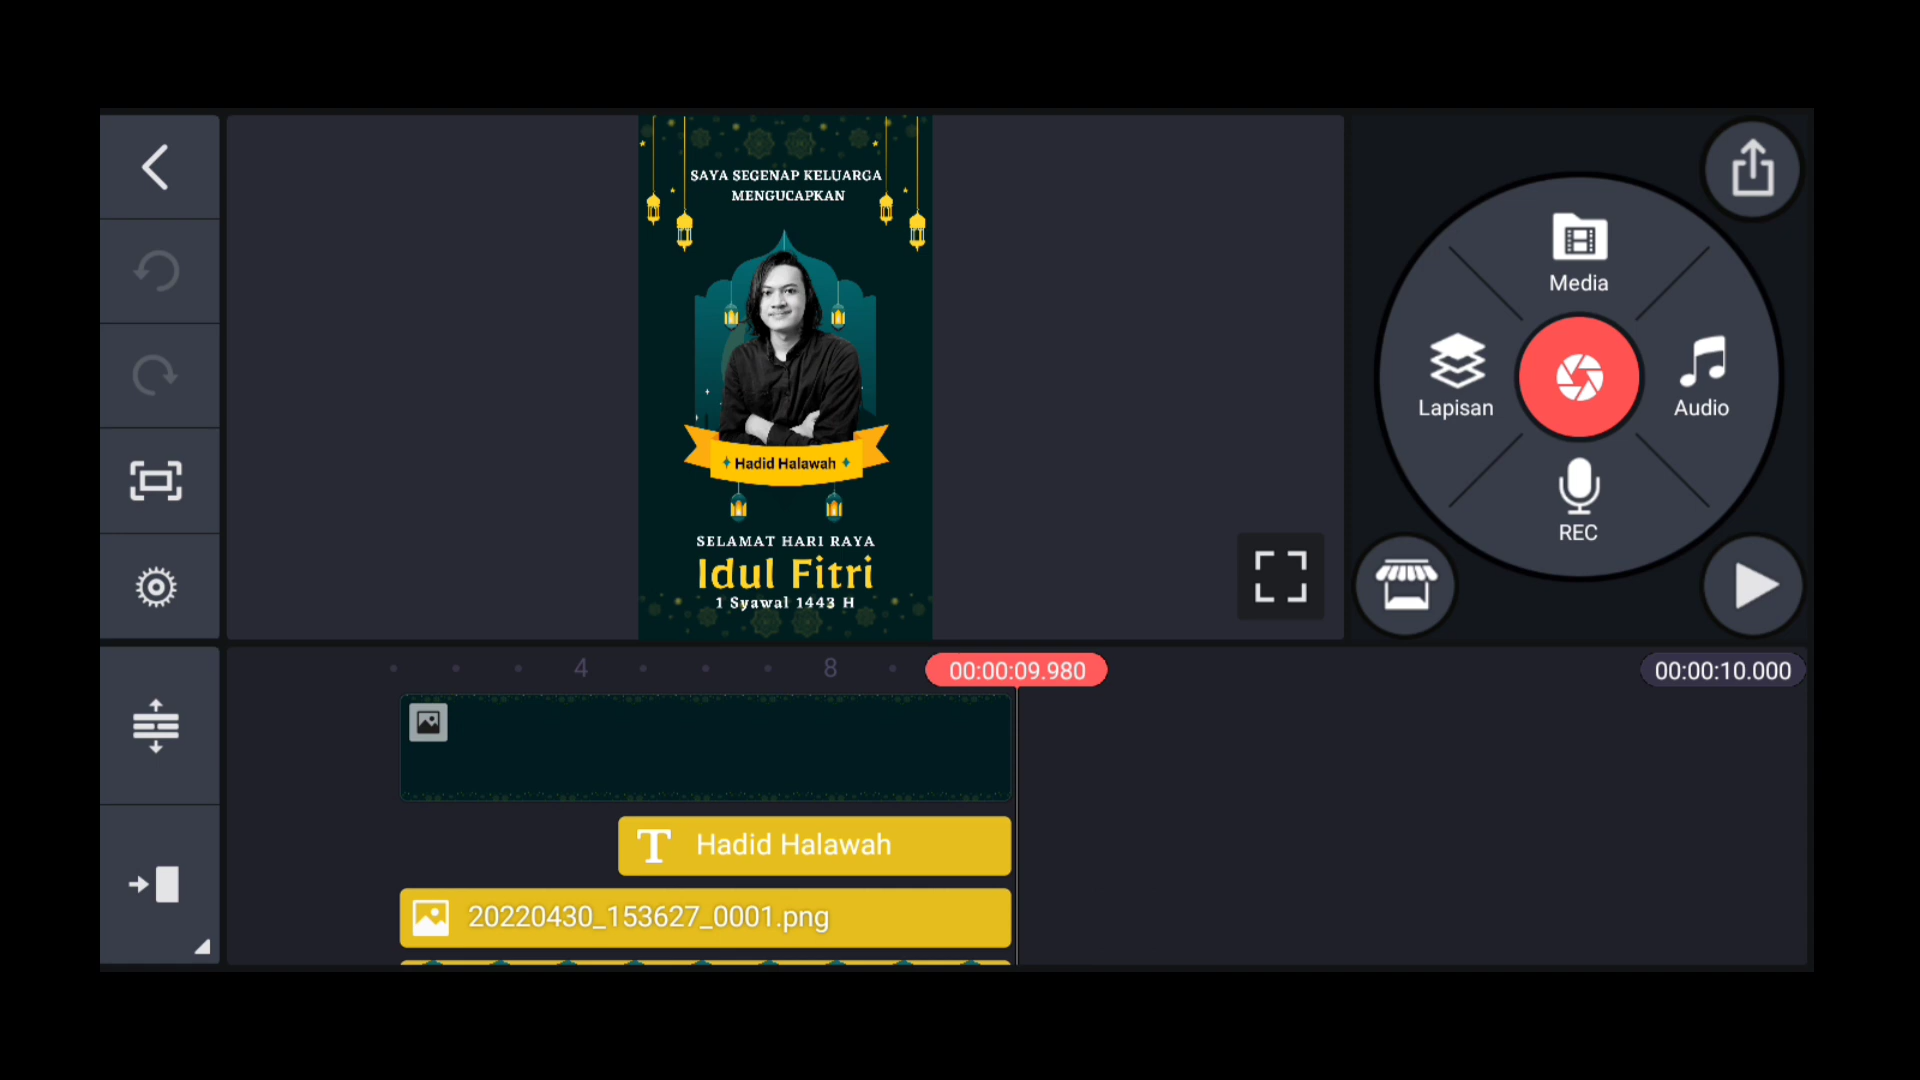 SAYA SEGENAP KELUARGA
MENGUCAPKAN
Hadid Halawah
SELAMAT HARI RAYA
Idul Fitri
1 Syawal 1443 H
Media
Lapisan
Audio
REC
4
8
00:00:09.980
00:00:10.000
T Hadid Halawah
20220430_153627_0001.png